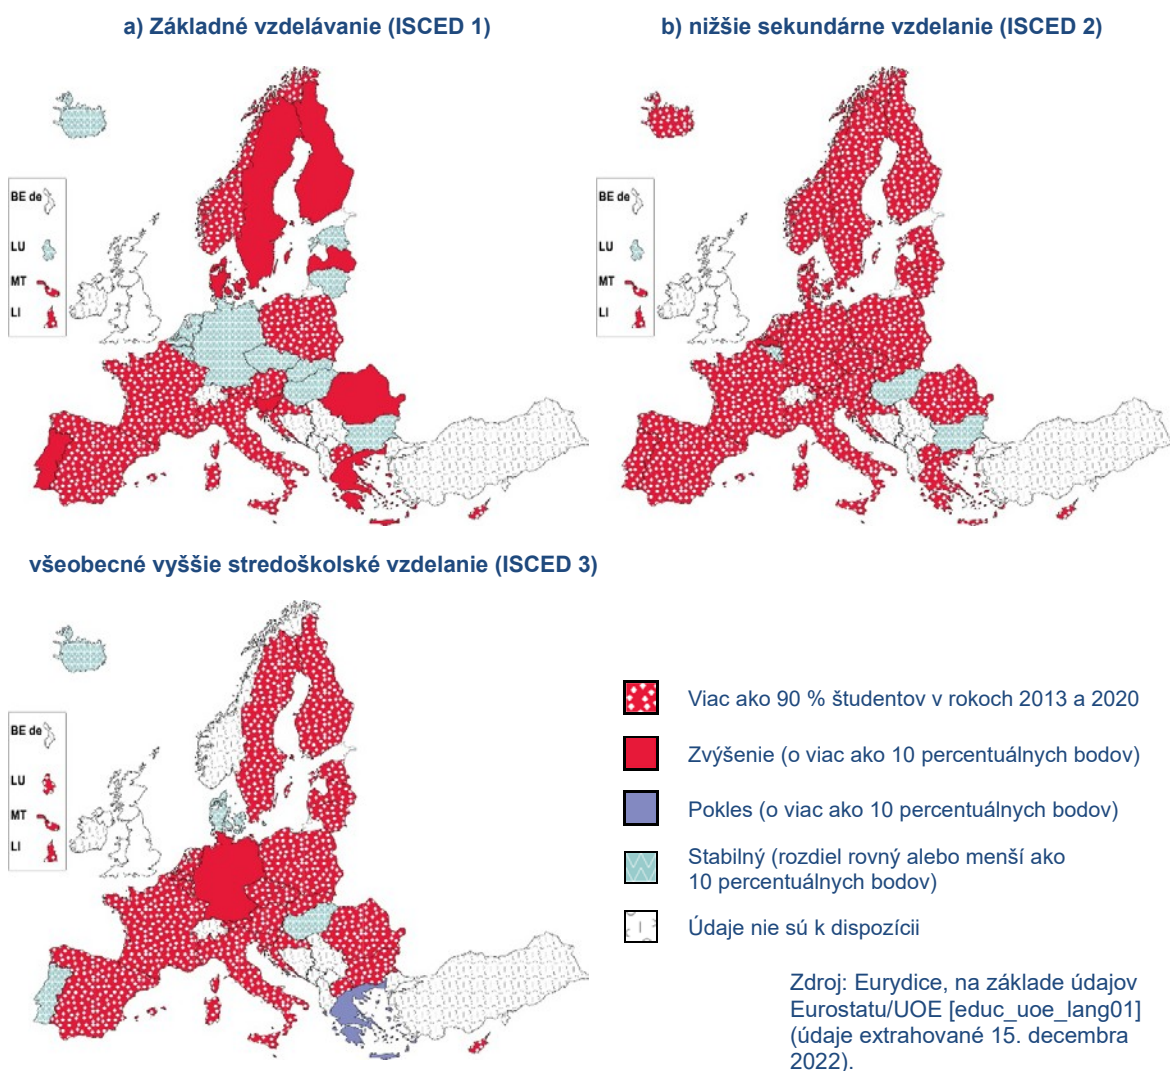 a) Základné vzdelávanie (ISCED 1)
b) nižšie sekundárne vzdelanie (ISCED 2)
BE de
LU
MT
LI
BE de
LU
MT
LI
všeobecné vyššie stredoškolské vzdelanie (ISCED 3)
BE de
LU
MT
LI
Viac ako 90 % študentov v rokoch 2013 a 2020
Zvýšenie (o viac ako 10 percentuálnych bodov)
Pokles (o viac ako 10 percentuálnych bodov)
Stabilný (rozdiel rovný alebo menší ako
10 percentuálnych bodov)
Údaje nie sú k dispozícii
Zdroj: Eurydice, na základe údajov
Eurostatu/UOE [educ_uoe_lang01]
(údaje extrahované 15. decembra
2022).